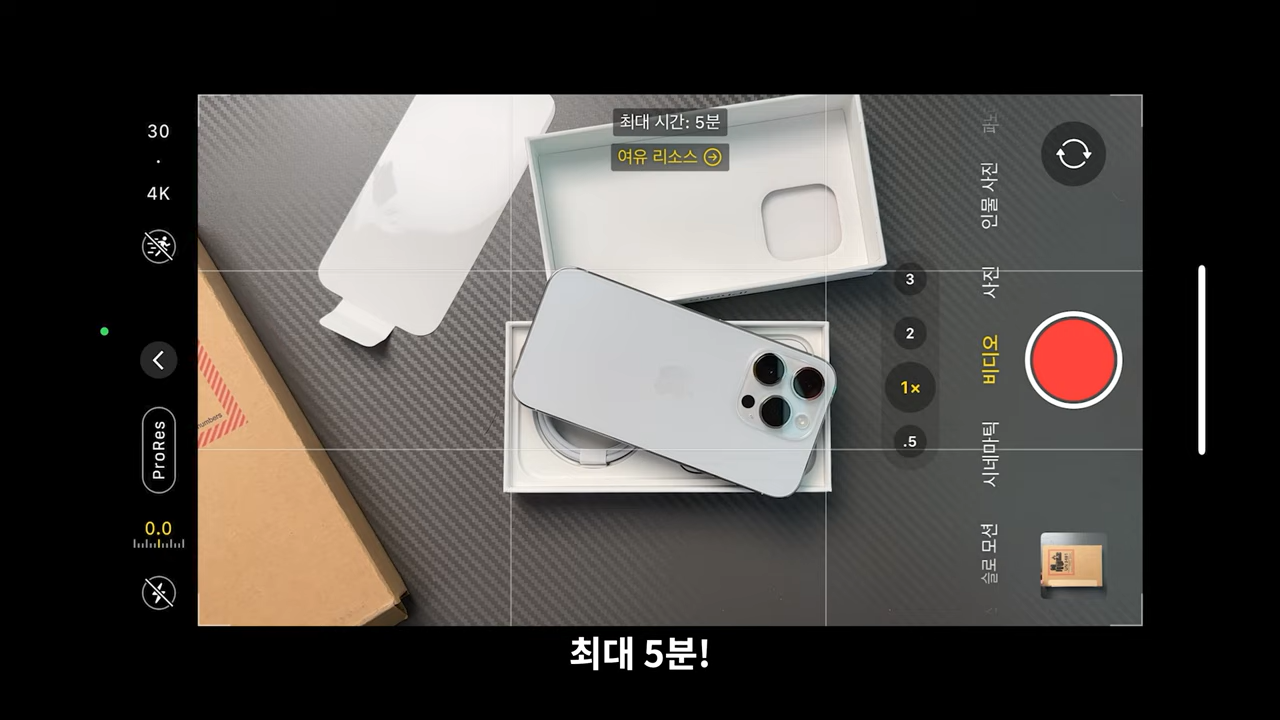 30
4K
ProRes
0.0
최대 시간: 5분
여유 리소스
numbers
3
2
1×
.5
인물 사진
사진
비디오
시네마틱
슬로 모션
최대 5분!